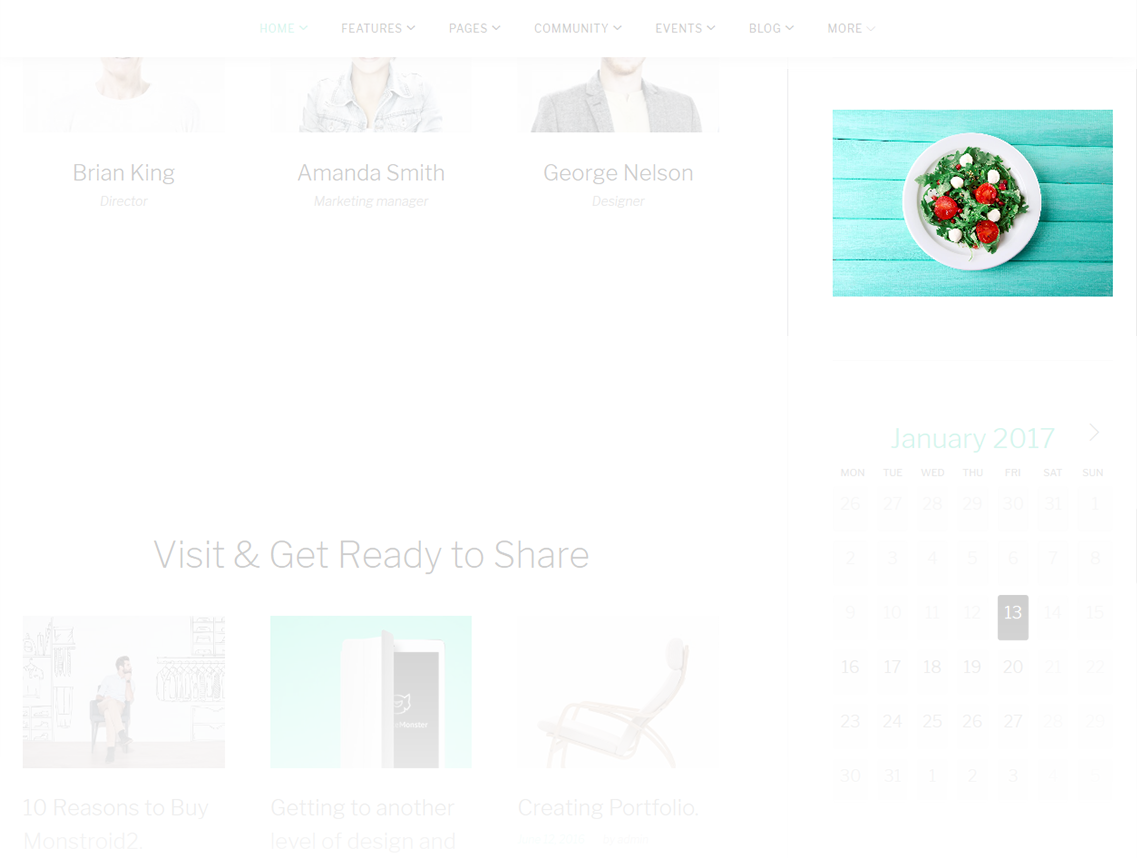 HOME FEATURES PAGES COMMUNITY EVENTS BLOG MORE
Brian King
Director
Amanda Smith
Marketing manager
George Nelson
Designer
January 2017
MON TUE WED THU FRI SAT SUN
26 27 28 29 30 31 1
2 3 4 5 6 7 8
9 10 11 12 13 14 15
16 17 18 19 20 21 22
23 24 25 26 27 28 29
30 31 1 2 3
Visit & Get Ready to Share
Monster
10 Reasons to Buy
Monstroid2.
Getting to another
level of design and
Creating Portfolio.